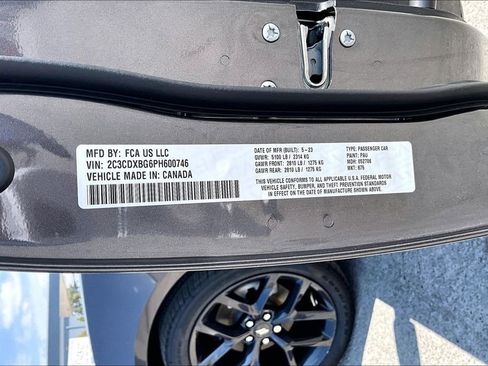 MFD BY: FCA US LLC
VIN: 2C3CDXBG6PH600746
VEHICLE MADE IN: CANADA
DATE OF MFR (BUILT): 5-23
GVWR: 5100 LB / 2314 KG
GAWR FRONT: 2810 LB / 1275 KG
GAWR REAR: 2810 LB / 1275 KG
TYPE: PASSENGER CAR
PAINT: PAU
MDH: 052708
THIS VEHICLE CONFORMS TO ALL APPLICABLE U.S.A. FEDERAL MOTOR
VEHICLE SAFETY, BUMPER, AND THEFT PREVENTION STANDARDS
IN EFFECT ON THE DATE OF MANUFACTURE SHOWN ABOVE.